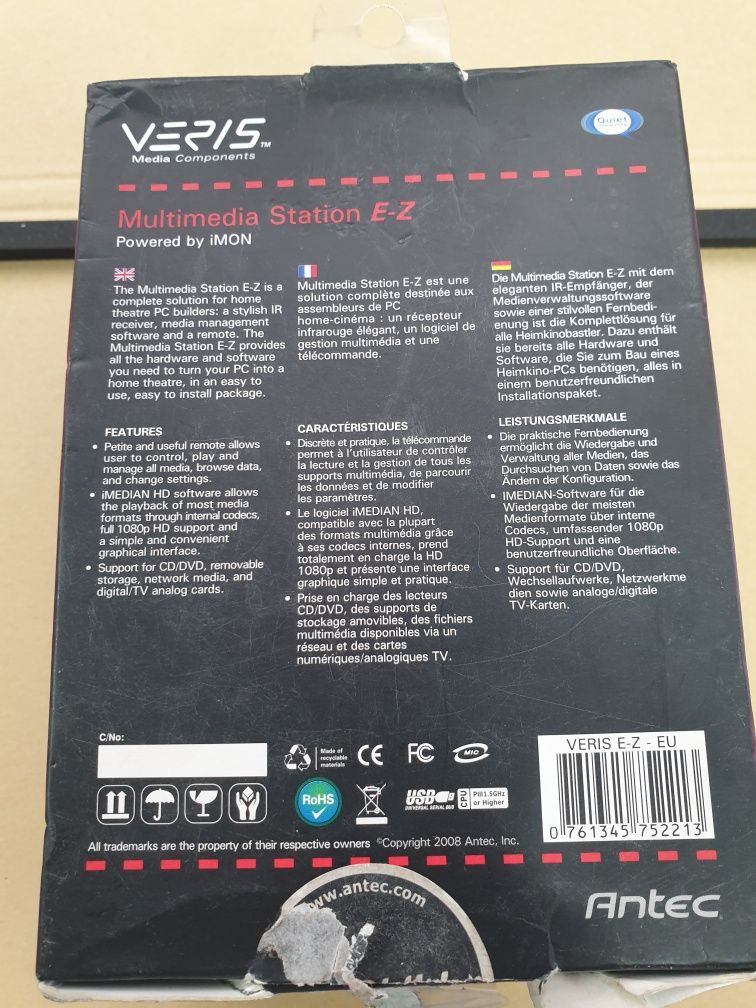 VERIS TM
Media Components
Quiet
Multimedia Station E-Z
Powered by iMON
The Multimedia Station E-Z is a
complete solution for home
theatre PC builders: a stylish IR
receiver, media management
software and a remote. The
Multimedia Station E-Z provides
all the hardware and software
you need to turn your PC into a
home theatre, in an easy to
use, easy to install package.
FEATURES
• Petite and useful remote allows
user to control, play and
manage all media, browse data,
and change settings.
• iMEDIAN HD software allows
the playback of most media
formats through internal codecs,
full 1080p HD support and
a simple and convenient
graphical interface.
• Support for CD/DVD, removable
storage, network media, and
digital/TV analog cards.
Multimedia Station E-Z est une
solution complète destinée aux
assembleurs de PC
home-cinéma : un récepteur
infrarouge élégant, un logiciel de
gestion multimédia et une
télécommande.
CARACTÉRISTIQUES
• Discrète et pratique, la télécommande
permet à l'utilisateur de contrôler
la lecture et la gestion de tous les
supports multimédia, de parcourir
les données et de modifier
les paramètres.
• Le logiciel iMEDIAN HD,
compatible avec la plupart
des formats multimédia grâce
à ses codecs internes, prend
totalement en charge la HD
1080p et présente une interface
graphique simple et pratique.
• Prise en charge des lecteurs
CD/DVD, des supports de
stockage amovibles, des fichiers
multimédia disponibles via un
réseau et des cartes
numériques/analogiques TV.
Die Multimedia Station E-Z mit dem
eleganten IR-Empfänger, der
Medienverwaltungssoftware
sowie einer stilvollen Fernbedi-
enung ist die Komplettlösung für
alle Heimkinobastler. Dazu enthält
sie bereits alle Hardware und
Software, die Sie zum Bau eines
Heimkino-PCs benötigen, alles in
einem benutzerfreundlichen
Installationspaket.
LEISTUNGSMERKMALE
• Die praktische Fernbedienung
ermöglicht die Wiedergabe und
Verwaltung aller Medien, das
Durchsuchen von Daten sowie das
Ändern der Konfiguration.
• IMEDIAN-Software für die
Wiedergabe der meisten
Medienformate über interne
Codecs, umfassender 1080p
HD-Support und eine
benutzerfreundliche Oberfläche.
• Support für CD/DVD,
Wechsellaufwerke, Netzwerkme
dien sowie analoge/digitale
TV-Karten.
C/No:
Made of
recyclable
materials
CE
FC
MIC
RoHS
USB
UNIVERSAL SERIAL BUS
CPU
PIII1.5GHz
or Higher
VERIS E-Z - EU
0 761345 752213
All trademarks are the property of their respective owners ©Copyright 2008 Antec, Inc.
www.antec.com
Antec